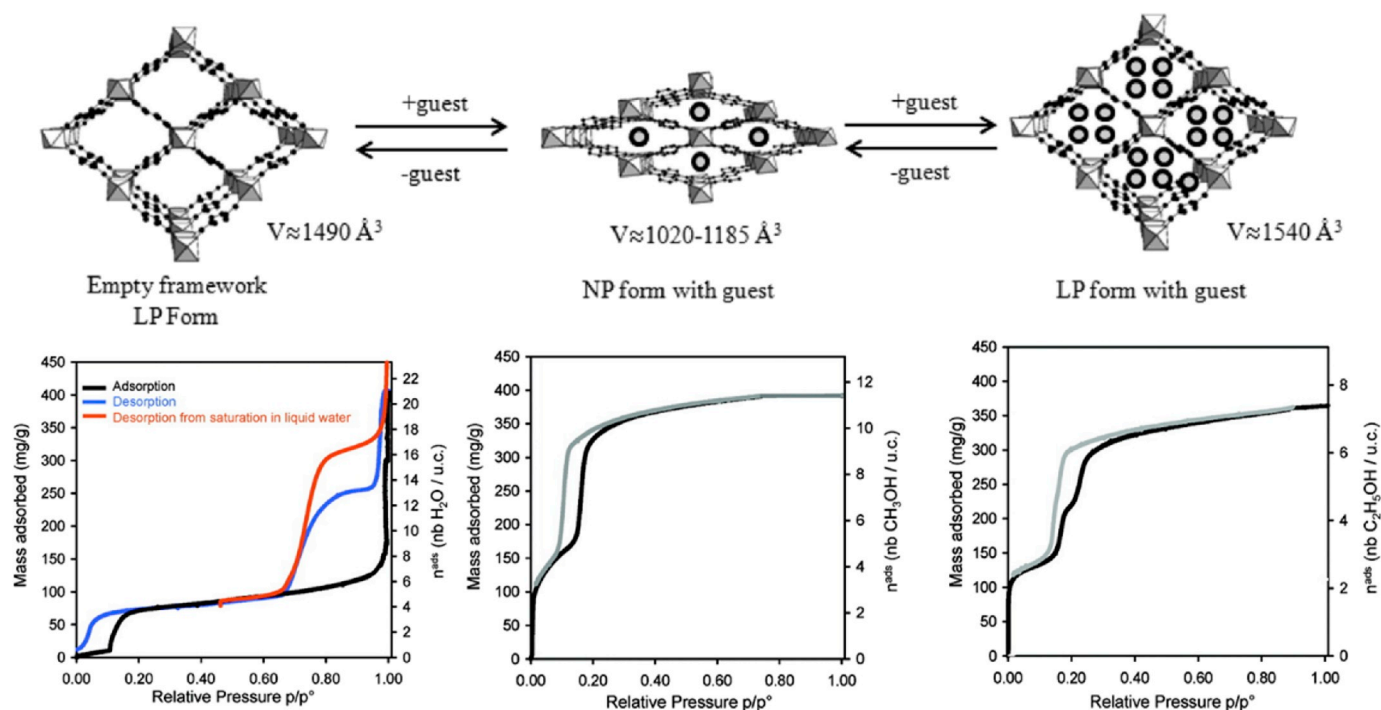 +guest
-guest
+guest
-guest
V≈1490 Å³
V≈1020-1185 Å³
V≈1540 Å³
Empty framework
LP Form
NP form with guest
LP form with guest
450
400
350
300
250
200
150
100
50
0
Mass adsorbed (mg/g)
Adsorption
Desorption
Desorption from saturation in liquid water
22
20
18
16
14
12
10
8
6
4
2
0
nᵃᵈˢ (nb H₂O / u.c.)
0.00 0.20 0.40 0.60 0.80 1.00
Relative Pressure p/p°
450
400
350
300
250
200
150
100
50
0
Mass adsorbed (mg/g)
12
10
8
6
4
2
0
nᵃᵈˢ (nb CH₃OH / u.c.)
0.00 0.20 0.40 0.60 0.80 1.00
Relative Pressure p/p°
450
400
350
300
250
200
150
100
50
0
Mass adsorbed (mg/g)
8
6
4
2
0
nᵃᵈˢ (nb C₂H₅OH / u.c.)
0.00 0.20 0.40 0.60 0.80 1.00
Relative Pressure p/p°